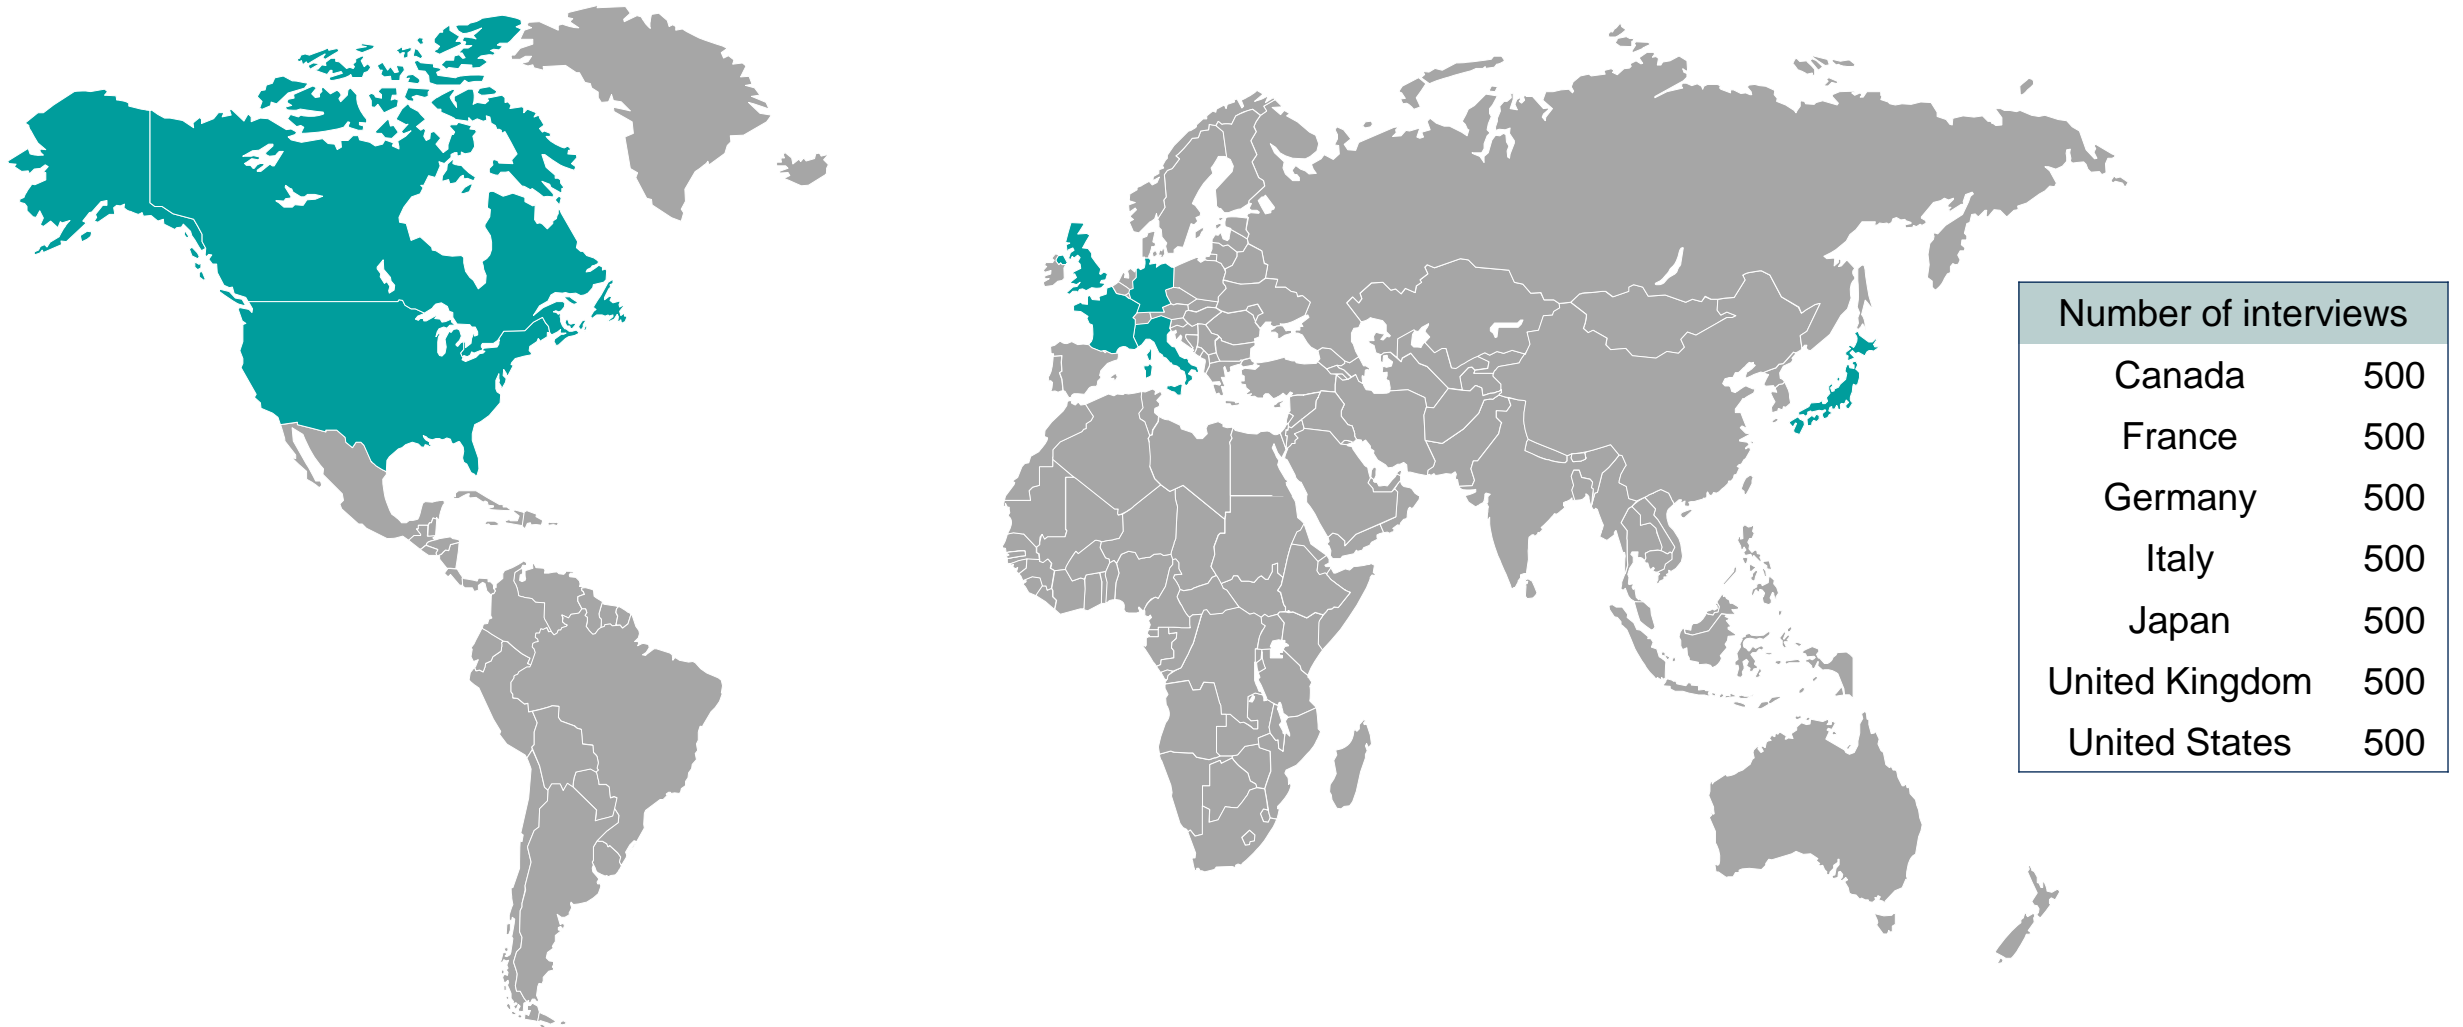 Number of interviews
Canada 500
France 500
Germany 500
Italy 500
Japan 500
United Kingdom 500
United States 500